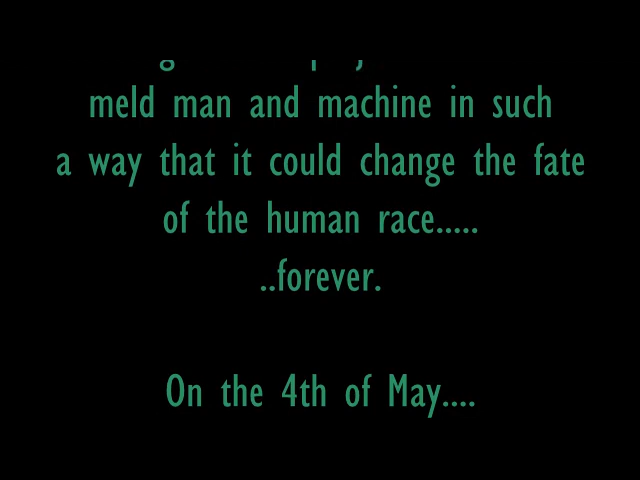 meld man and machine in such
a way that it could change the fate
of the human race.....
..forever.
On the 4th of May....